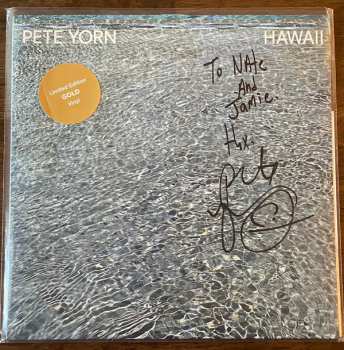 PETE YORN HAWAII
Limited Edition
GOLD
Vinyl
To NAte
And
Jamie.